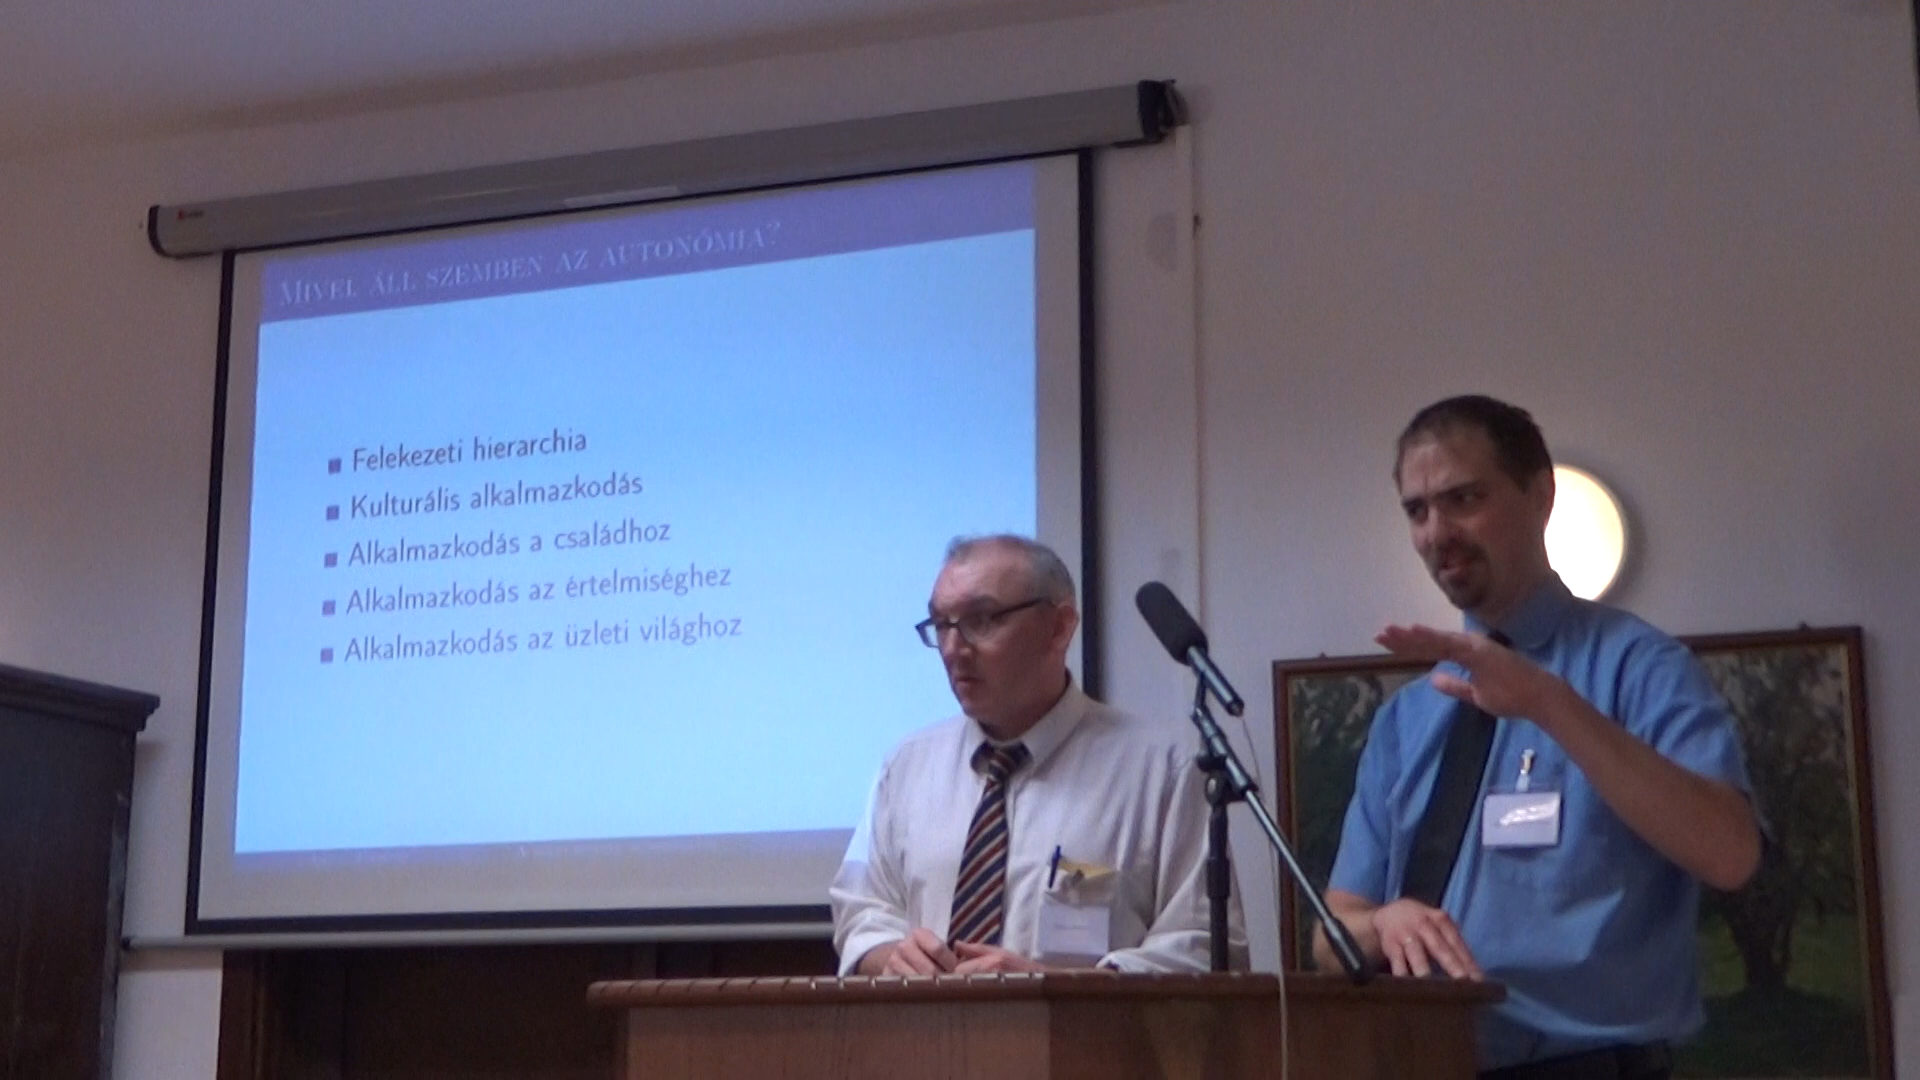 MIVEL ÁLL SZEMBEN AZ AUTONÓMIA?
Felekezeti hierarchia
Kulturális alkalmazkodás
Alkalmazkodás a családhoz
Alkalmazkodás az értelmiséghez
Alkalmazkodás az üzleti világhoz